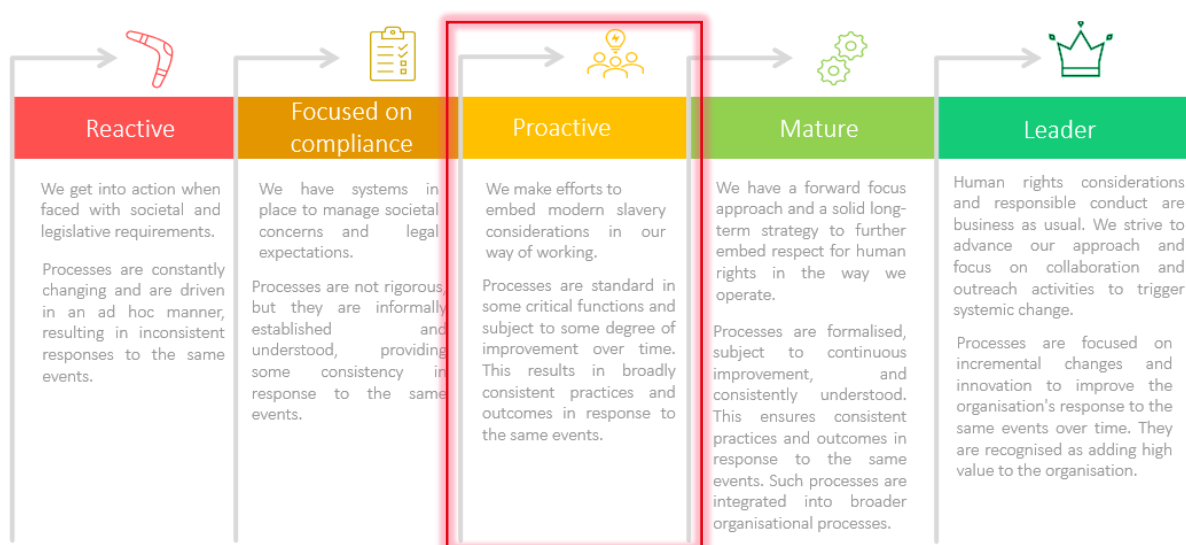 Reactive
We get into action when
faced with societal and
legislative requirements.
Processes are constantly
changing and are driven
in an ad hoc manner,
resulting in inconsistent
responses to the same
events.
Focused on
compliance
We have systems in
place to manage societal
concerns and legal
expectations.
Processes are not rigorous,
but they are informally
established and
understood, providing
some consistency in
response to the same
events.
Proactive
We make efforts to
embed modern slavery
considerations in our
way of working.
Processes are standard in
some critical functions and
subject to some degree of
improvement over time.
This results in broadly
consistent practices and
outcomes in response to
the same events.
Mature
We have a forward focus
approach and a solid long-
term strategy to further
embed respect for human
rights in the way we
operate.
Processes are formalised,
subject to continuous
improvement, and
consistently understood.
This ensures consistent
practices and outcomes in
response to the same
events. Such processes are
integrated into broader
organisational processes.
Leader
Human rights considerations
and responsible conduct are
business as usual. We strive to
advance our approach and
focus on collaboration and
outreach activities to trigger
systemic change.
Processes are focused on
incremental changes and
innovation to improve the
organisation's response to the
same events over time. They
are recognised as adding high
value to the organisation.